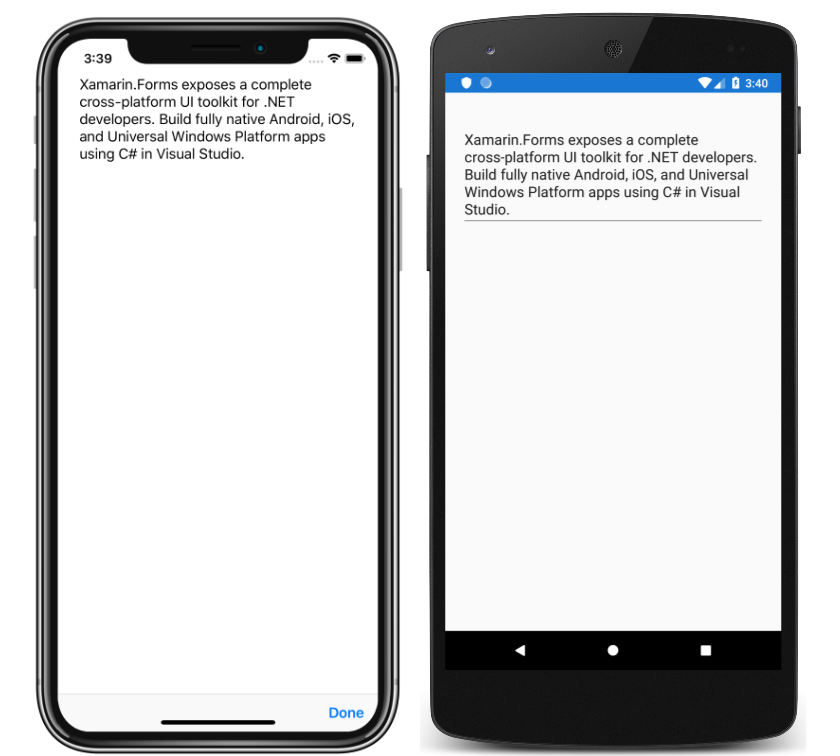 3:39
Xamarin.Forms exposes a complete
cross-platform UI toolkit for .NET
developers. Build fully native Android, iOS,
and Universal Windows Platform apps
using C# in Visual Studio.
Done
3:40
Xamarin.Forms exposes a complete
cross-platform UI toolkit for .NET developers.
Build fully native Android, iOS, and Universal
Windows Platform apps using C# in Visual
Studio.